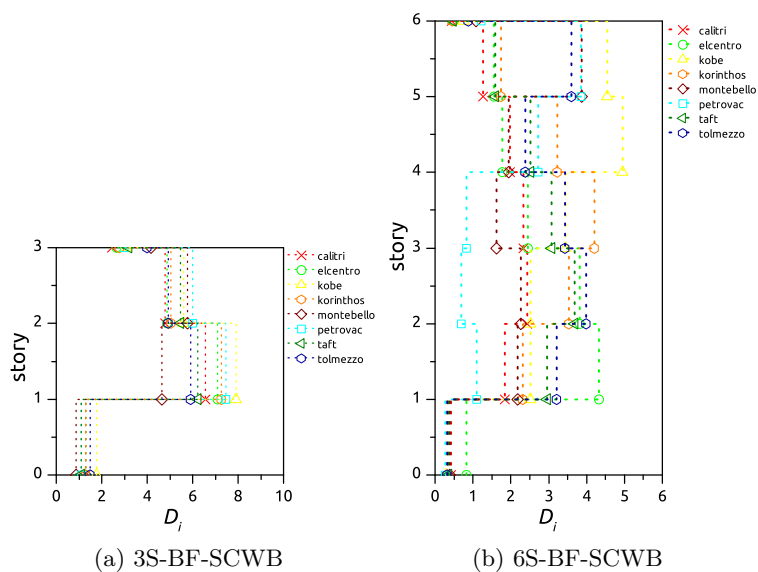 6
5
4
3
2
1
0
story
0 1 2 3 4 5 6
D_i
calitri
elcentro
kobe
korinthos
montebello
petrovac
taft
tolmezzo
3
2
1
0
story
0 2 4 6 8 10
D_i
calitri
elcentro
kobe
korinthos
montebello
petrovac
taft
tolmezzo
(a) 3S-BF-SCWB
(b) 6S-BF-SCWB